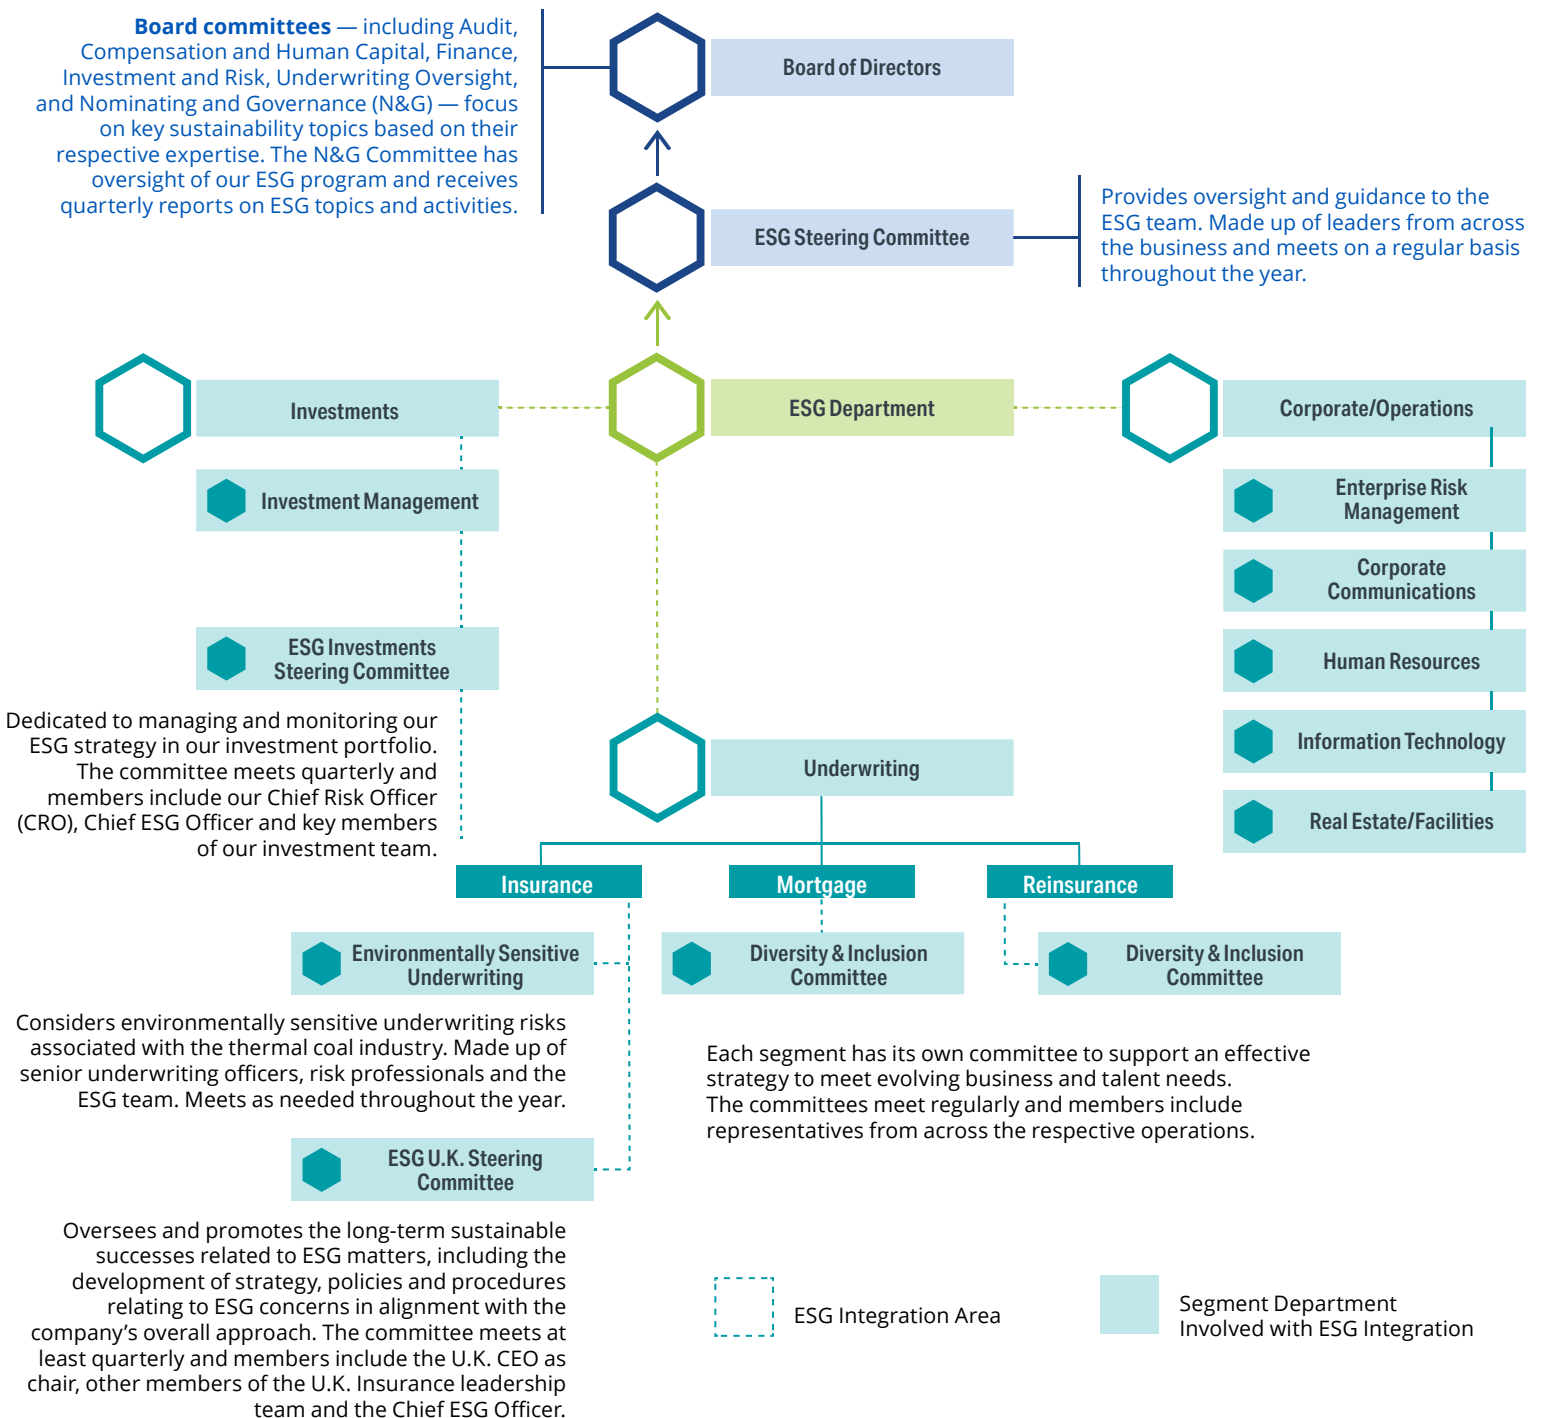 Board committees — including Audit,
Compensation and Human Capital, Finance,
Investment and Risk, Underwriting Oversight,
and Nominating and Governance (N&G) — focus
on key sustainability topics based on their
respective expertise. The N&G Committee has
oversight of our ESG program and receives
quarterly reports on ESG topics and activities.
Board of Directors
ESG Steering Committee
Provides oversight and guidance to the
ESG team. Made up of leaders from across
the business and meets on a regular basis
throughout the year.
Investments
ESG Department
Corporate/Operations
Investment Management
ESG Investments
Steering Committee
Dedicated to managing and monitoring our
ESG strategy in our investment portfolio.
The committee meets quarterly and
members include our Chief Risk Officer
(CRO), Chief ESG Officer and key members
of our investment team.
Enterprise Risk
Management
Corporate
Communications
Human Resources
Information Technology
Real Estate/Facilities
Underwriting
Insurance
Mortgage
Reinsurance
Environmentally Sensitive
Underwriting
Considers environmentally sensitive underwriting risks
associated with the thermal coal industry. Made up of
senior underwriting officers, risk professionals and the
ESG team. Meets as needed throughout the year.
Diversity & Inclusion
Committee
Diversity & Inclusion
Committee
Each segment has its own committee to support an effective
strategy to meet evolving business and talent needs.
The committees meet regularly and members include
representatives from across the respective operations.
ESG U.K. Steering
Committee
Oversees and promotes the long-term sustainable
successes related to ESG matters, including the
development of strategy, policies and procedures
relating to ESG concerns in alignment with the
company’s overall approach. The committee meets at
least quarterly and members include the U.K. CEO as
chair, other members of the U.K. Insurance leadership
team and the Chief ESG Officer.
ESG Integration Area
Segment Department
Involved with ESG Integration